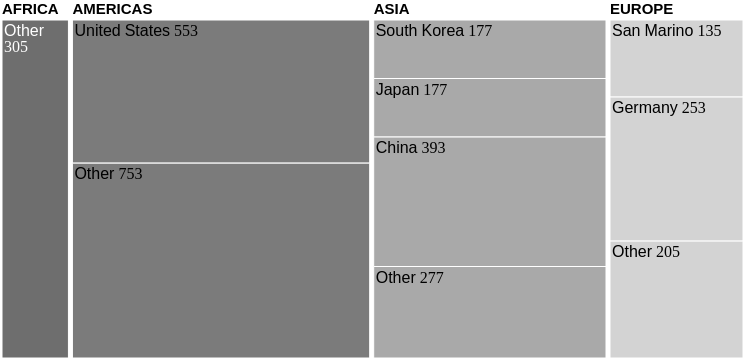 AFRICA
Other
305
AMERICAS
United States 553
Other 753
ASIA
South Korea 177
Japan 177
China 393
Other 277
EUROPE
San Marino 135
Germany 253
Other 205